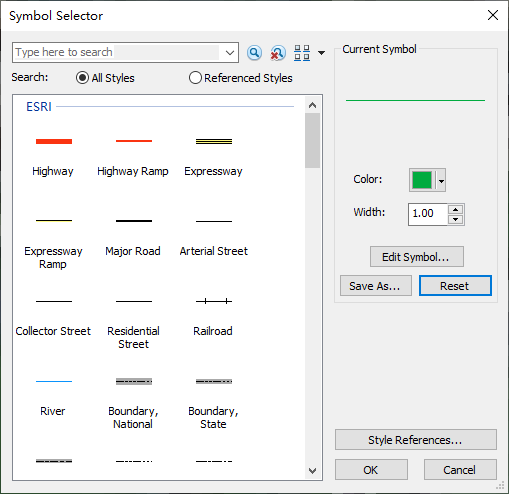 Symbol Selector
Type here to search
Search:
All Styles
Referenced Styles
ESRI
Highway
Highway Ramp
Expressway
Expressway
Ramp
Major Road
Arterial Street
Collector Street
Residential
Street
Railroad
River
Boundary,
National
Boundary,
State
Current Symbol
Color:
Width:
1.00
Edit Symbol...
Save As...
Reset
Style References...
OK
Cancel